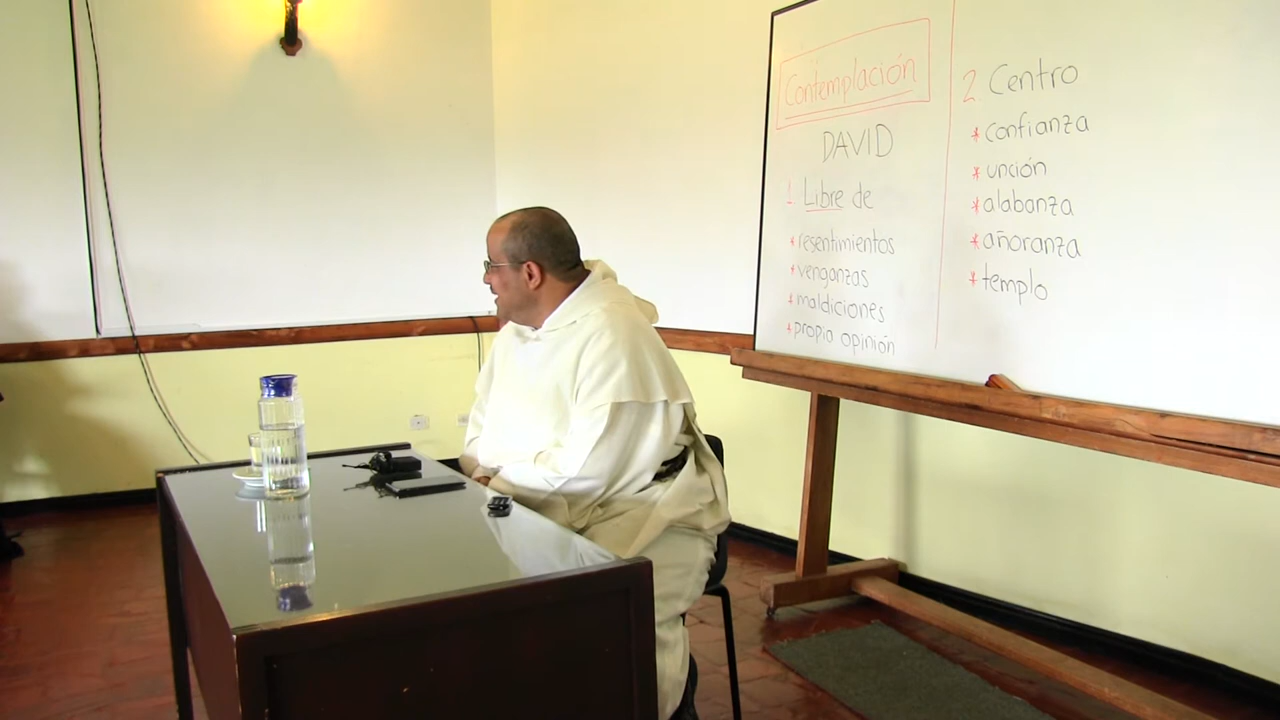 Contemplación
DAVID
1. Libre de
* resentimientos
* venganzas
* maldiciones
* propia opinión
2. Centro
* confianza
* unción
* alabanza
* añoranza
* templo